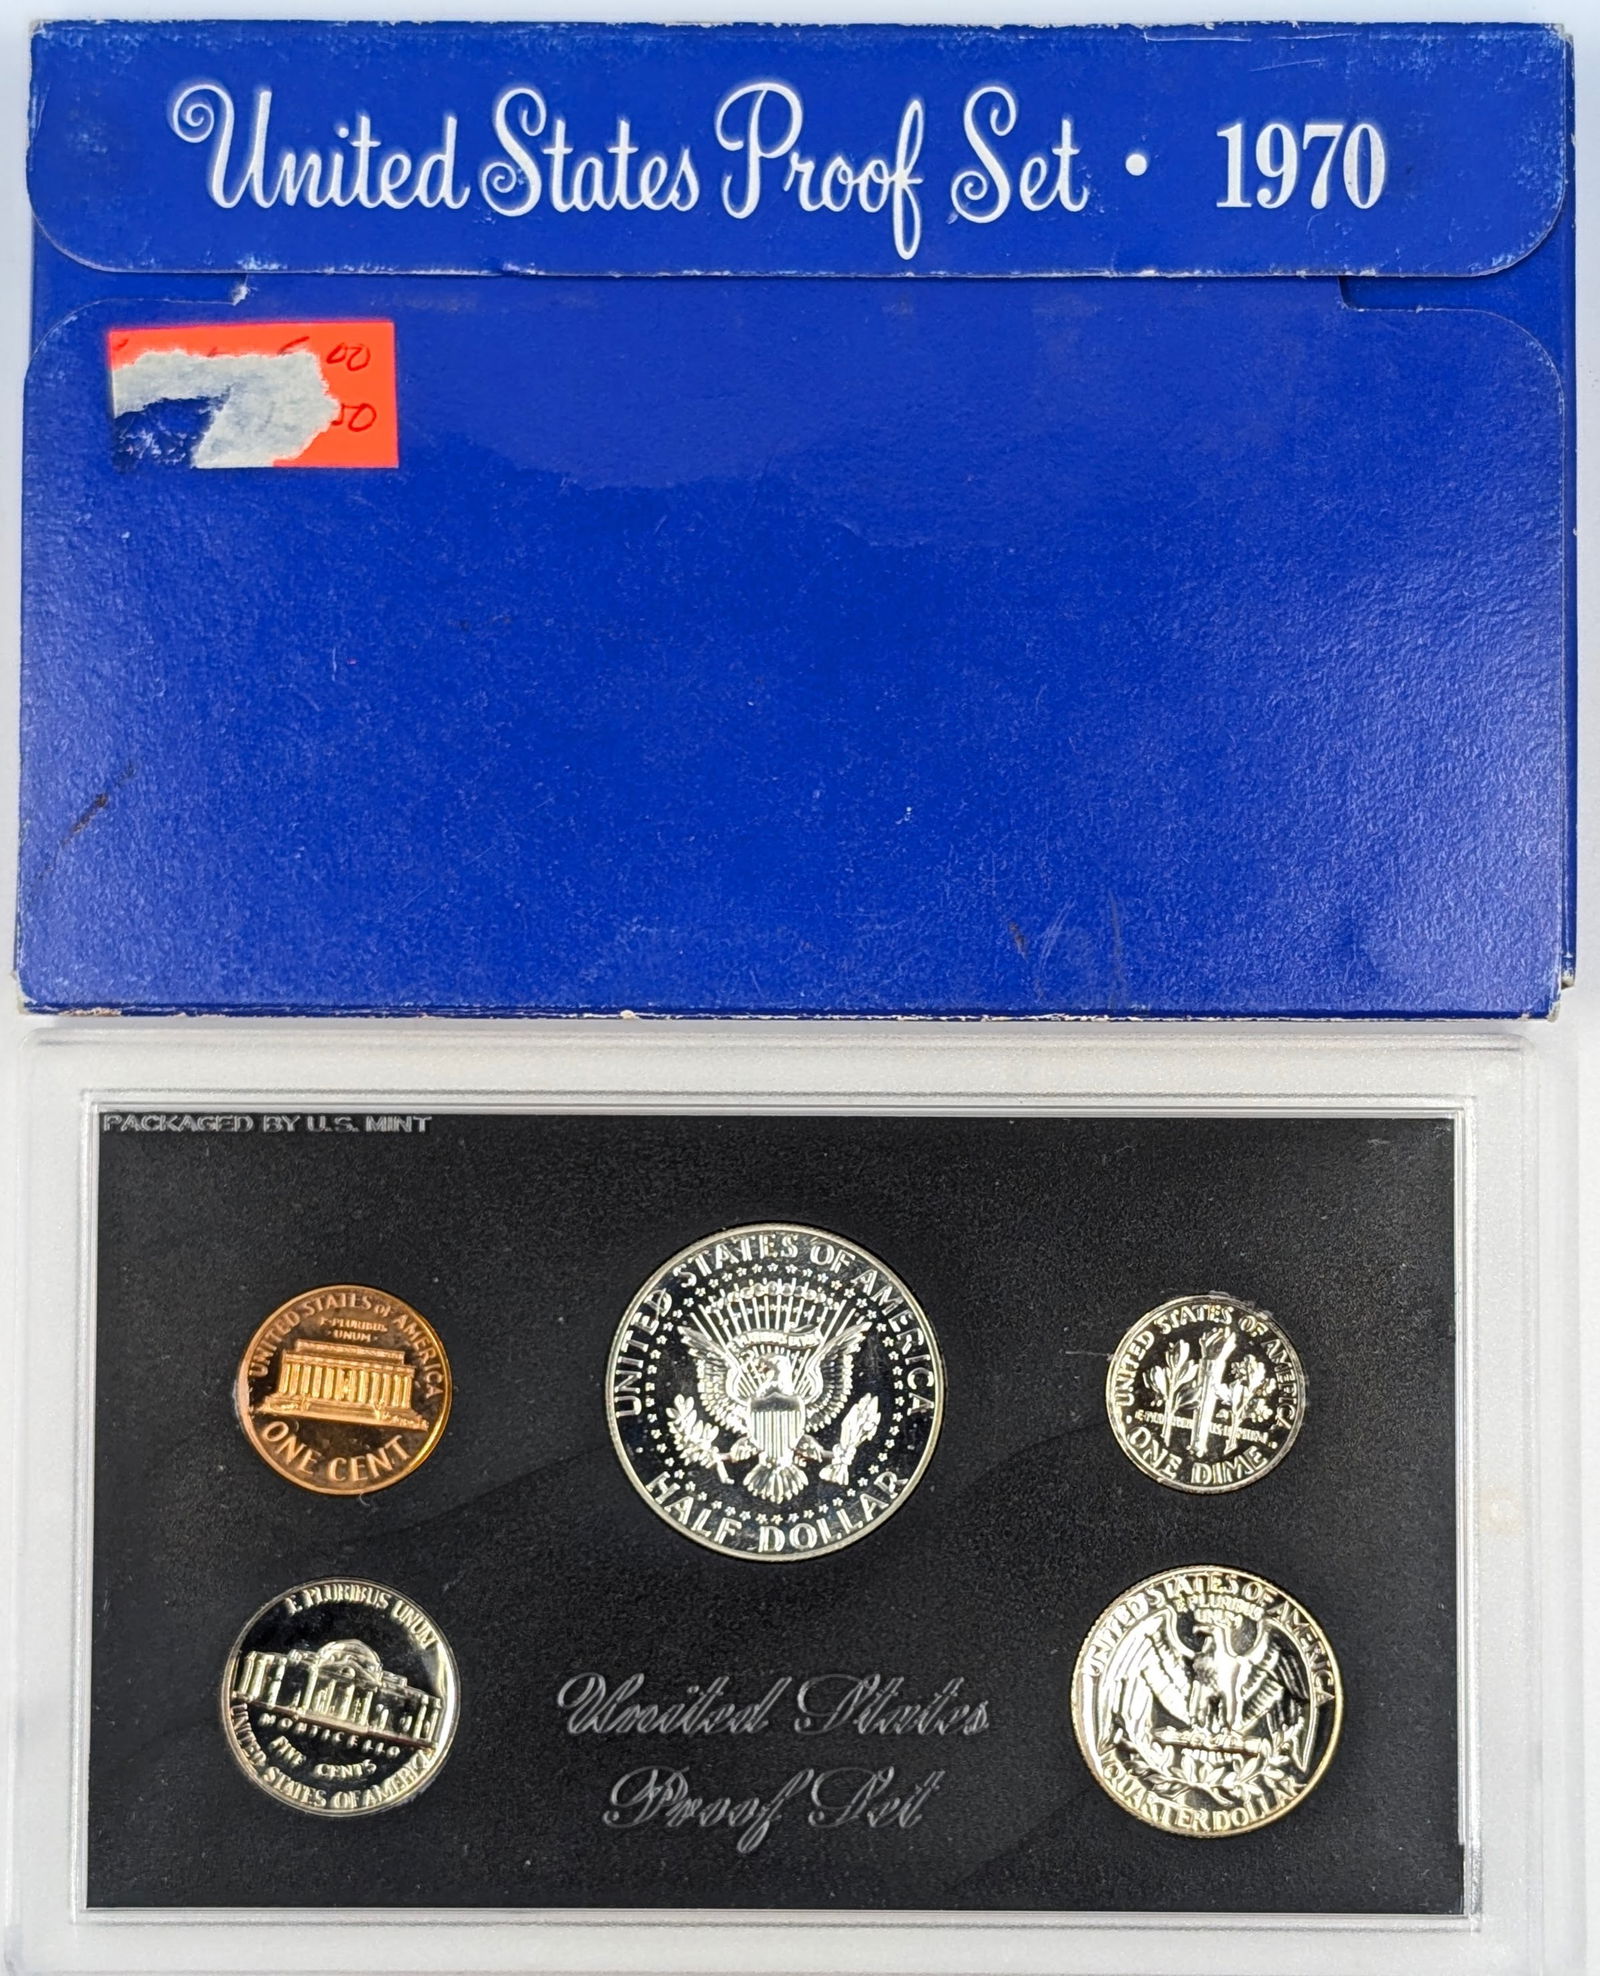 United States Proof Set • 1970
00
50
PACKAGED BY U.S. MINT
UNITED STATES OF AMERICA
E·PLURIBUS
·UNUM·
ONE CENT
UNITED STATES OF AMERICA
HALF DOLLAR
UNITED STATES OF AMERICA
ONE DIME
E PLURIBUS UNUM
MONTICELLO
FIVE CENTS
UNITED STATES OF AMERICA
UNITED STATES OF AMERICA
E PLURIBUS
UNUM
QUARTER DOLLAR
United States
Proof Set